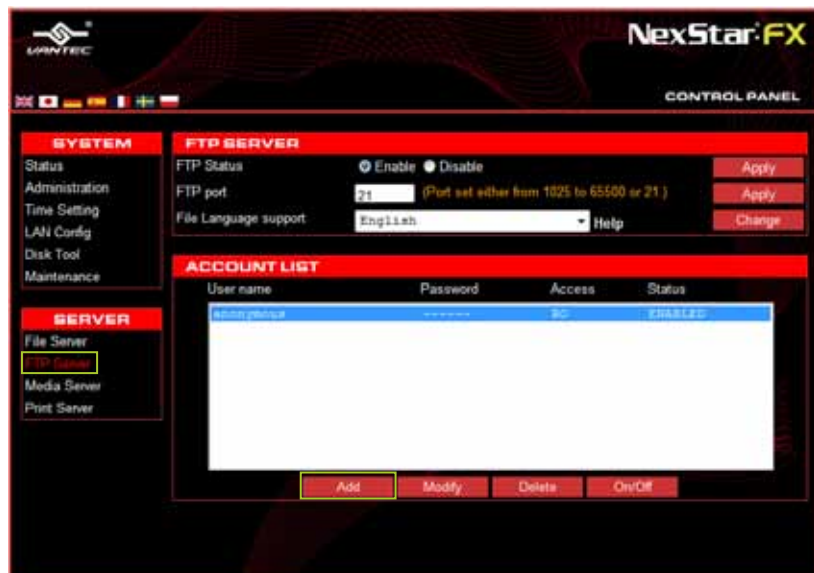 VANTEC
NexStar FX
CONTROL PANEL
SYSTEM
Status
Administration
Time Setting
LAN Config
Disk Tool
Maintenance
SERVER
File Server
FTP Server
Media Server
Print Server
FTP SERVER
FTP Status Enable Disable Apply
FTP port 21 (Port set either from 1025 to 65500 or 21.) Apply
File Language support English Help Change
ACCOUNT LIST
User name Password Access Status
anonymous ------ RO ENABLED
Add Modify Delete On/Off